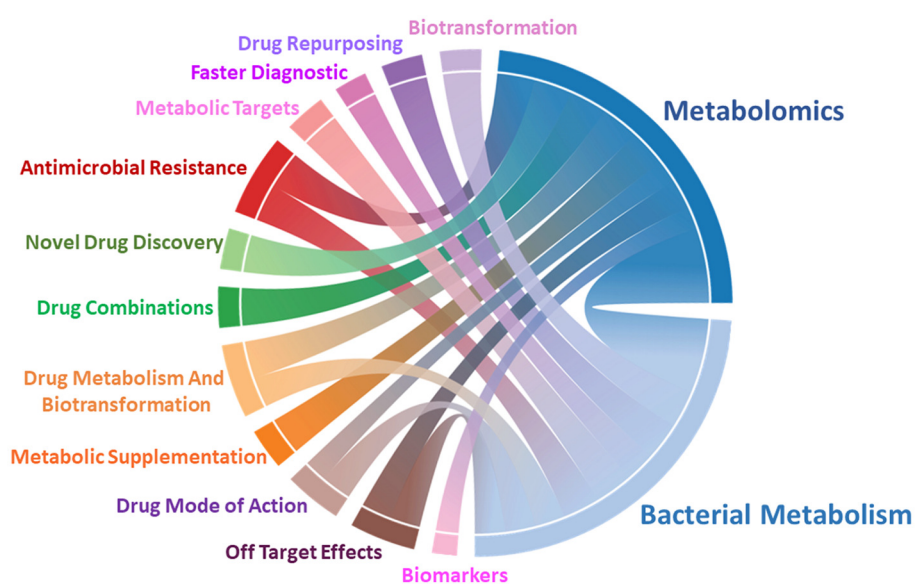 Biotransformation
Drug Repurposing
Faster Diagnostic
Metabolic Targets
Metabolomics
Antimicrobial Resistance
Novel Drug Discovery
Drug Combinations
Drug Metabolism And
Biotransformation
Metabolic Supplementation
Drug Mode of Action
Bacterial Metabolism
Off Target Effects
Biomarkers